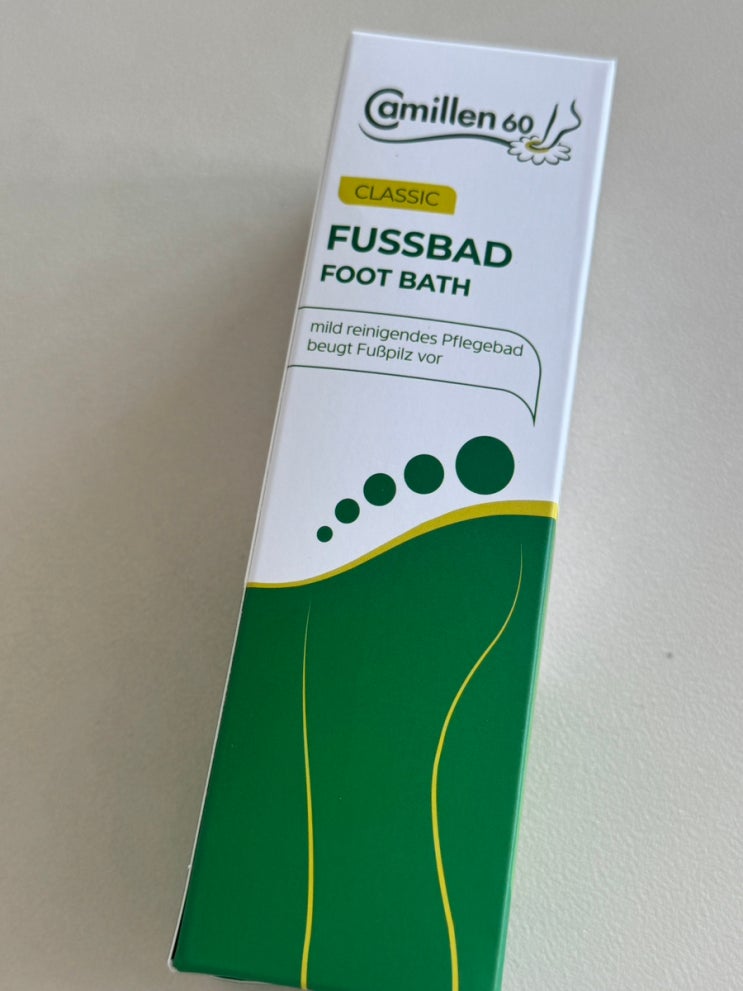 Camillen 60
CLASSIC
FUSSBAD
FOOT BATH
mild reinigendes Pflegebad
beugt Fußpilz vor